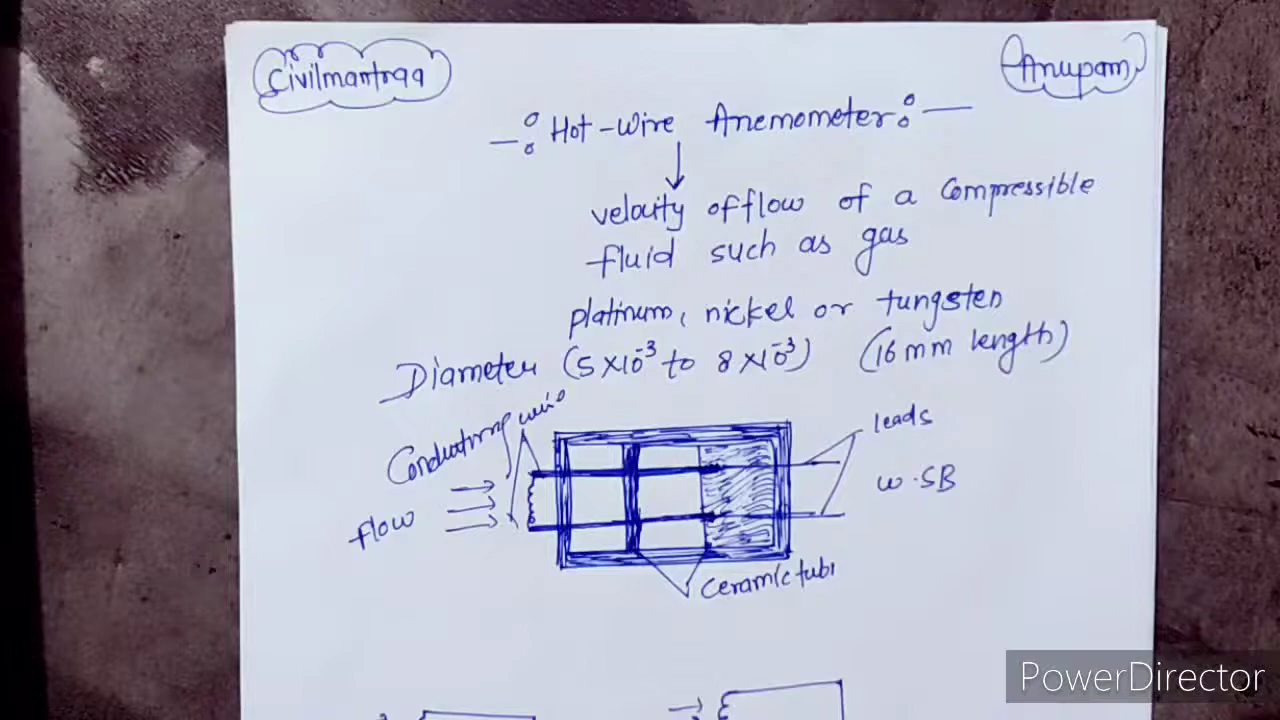 Civilmantraa
Anupam
Hot-Wire Anemometer
velocity of flow of a compressible
fluid such as gas
platinum, nickel or tungsten
Diameter (5×10⁻³ to 8×10⁻³) (16 mm length)
Conducting wire
leads
w.SB
flow
Ceramic tube
PowerDirector